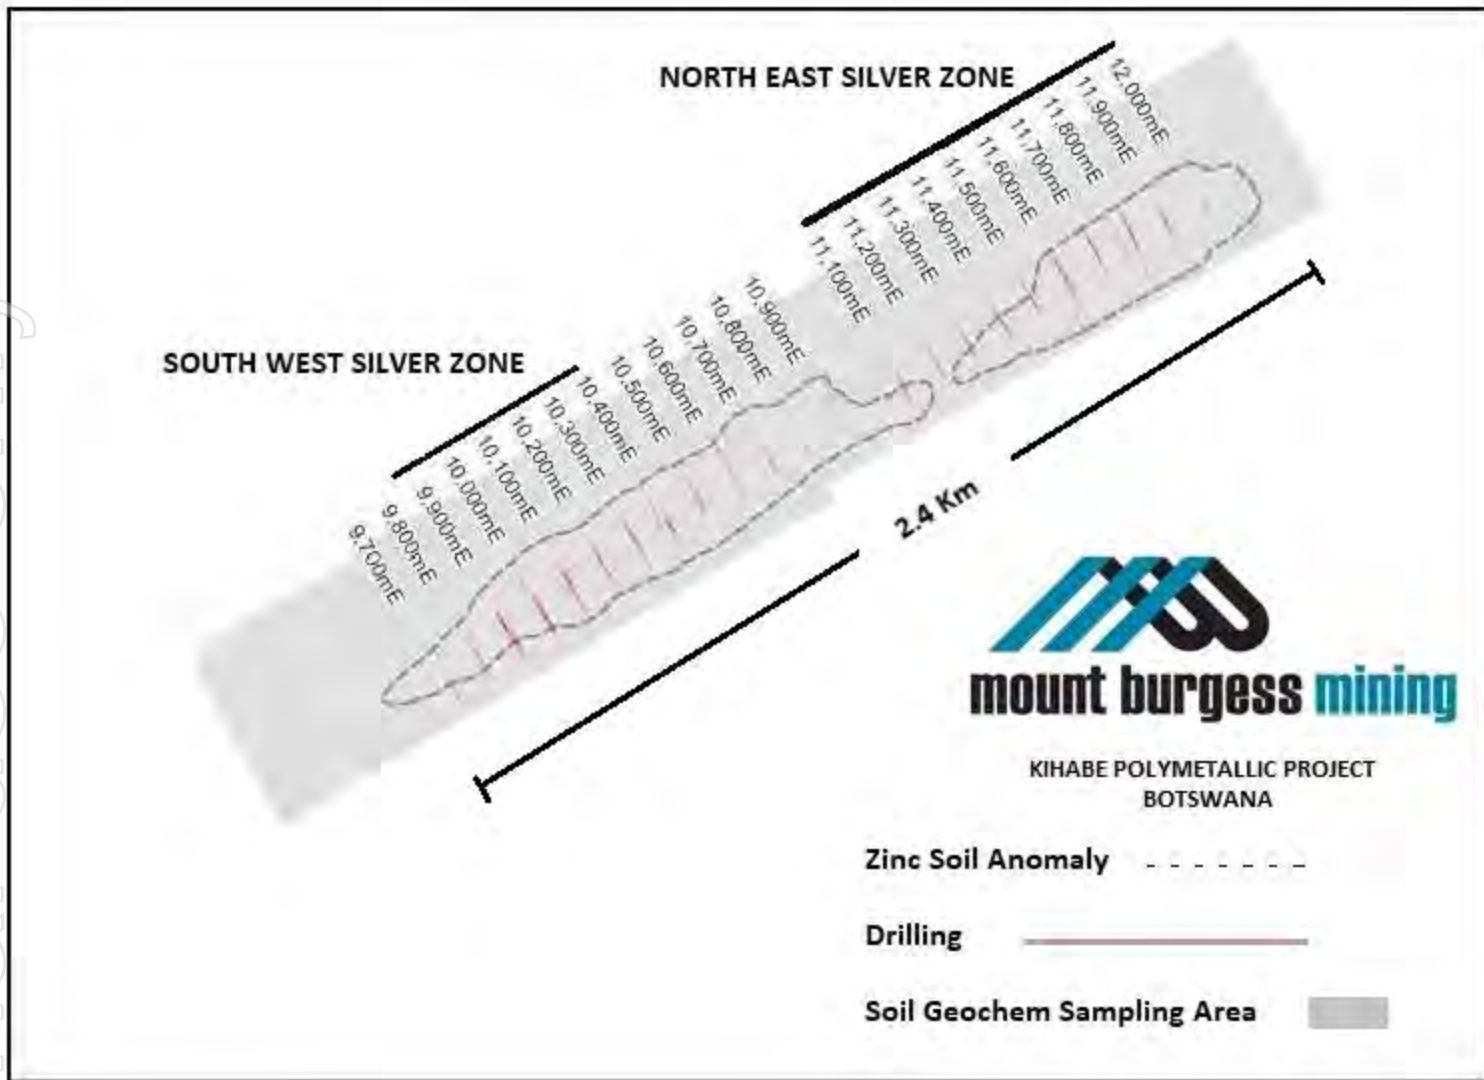 NORTH EAST SILVER ZONE
12,000mE
11,900mE
11,800mE
11,700mE
11,600mE
11,500mE
11,400mE
11,300mE
11,200mE
11,100mE
10,900mE
10,800mE
10,700mE
10,600mE
10,500mE
10,400mE
SOUTH WEST SILVER ZONE
10,300mE
10,200mE
10,100mE
10,000mE
9,900mE
9,800mE
9,700mE
2.4 Km
mount burgess mining
KIHABE POLYMETALLIC PROJECT
BOTSWANA
Zinc Soil Anomaly
Drilling
Soil Geochem Sampling Area